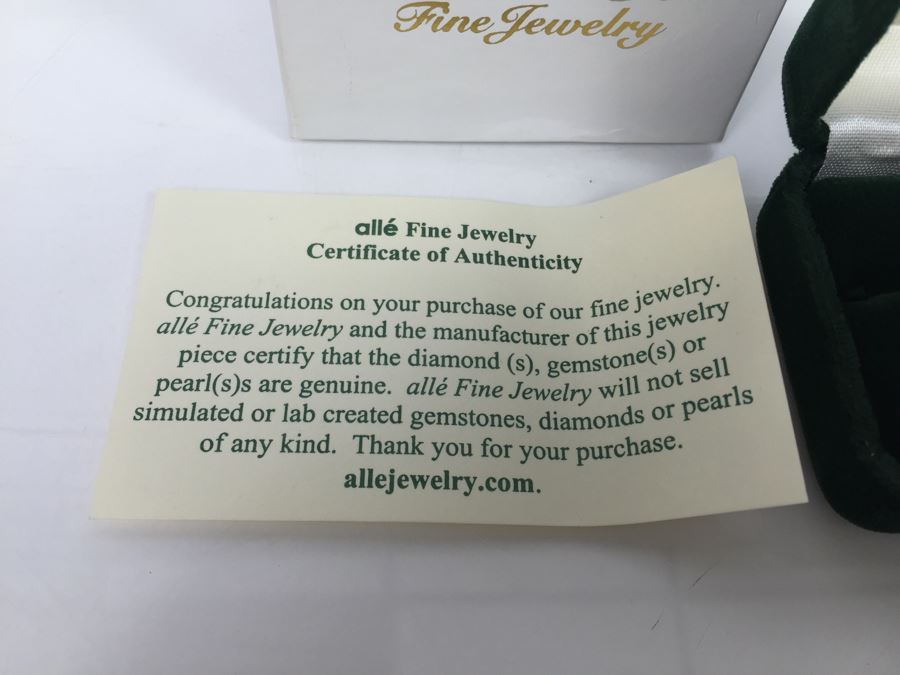 Fine Jewelry
allé Fine Jewelry
Certificate of Authenticity
Congratulations on your purchase of our fine jewelry.
allé Fine Jewelry and the manufacturer of this jewelry
piece certify that the diamond (s), gemstone(s) or
pearl(s)s are genuine. allé Fine Jewelry will not sell
simulated or lab created gemstones, diamonds or pearls
of any kind. Thank you for your purchase.
allejewelry.com.